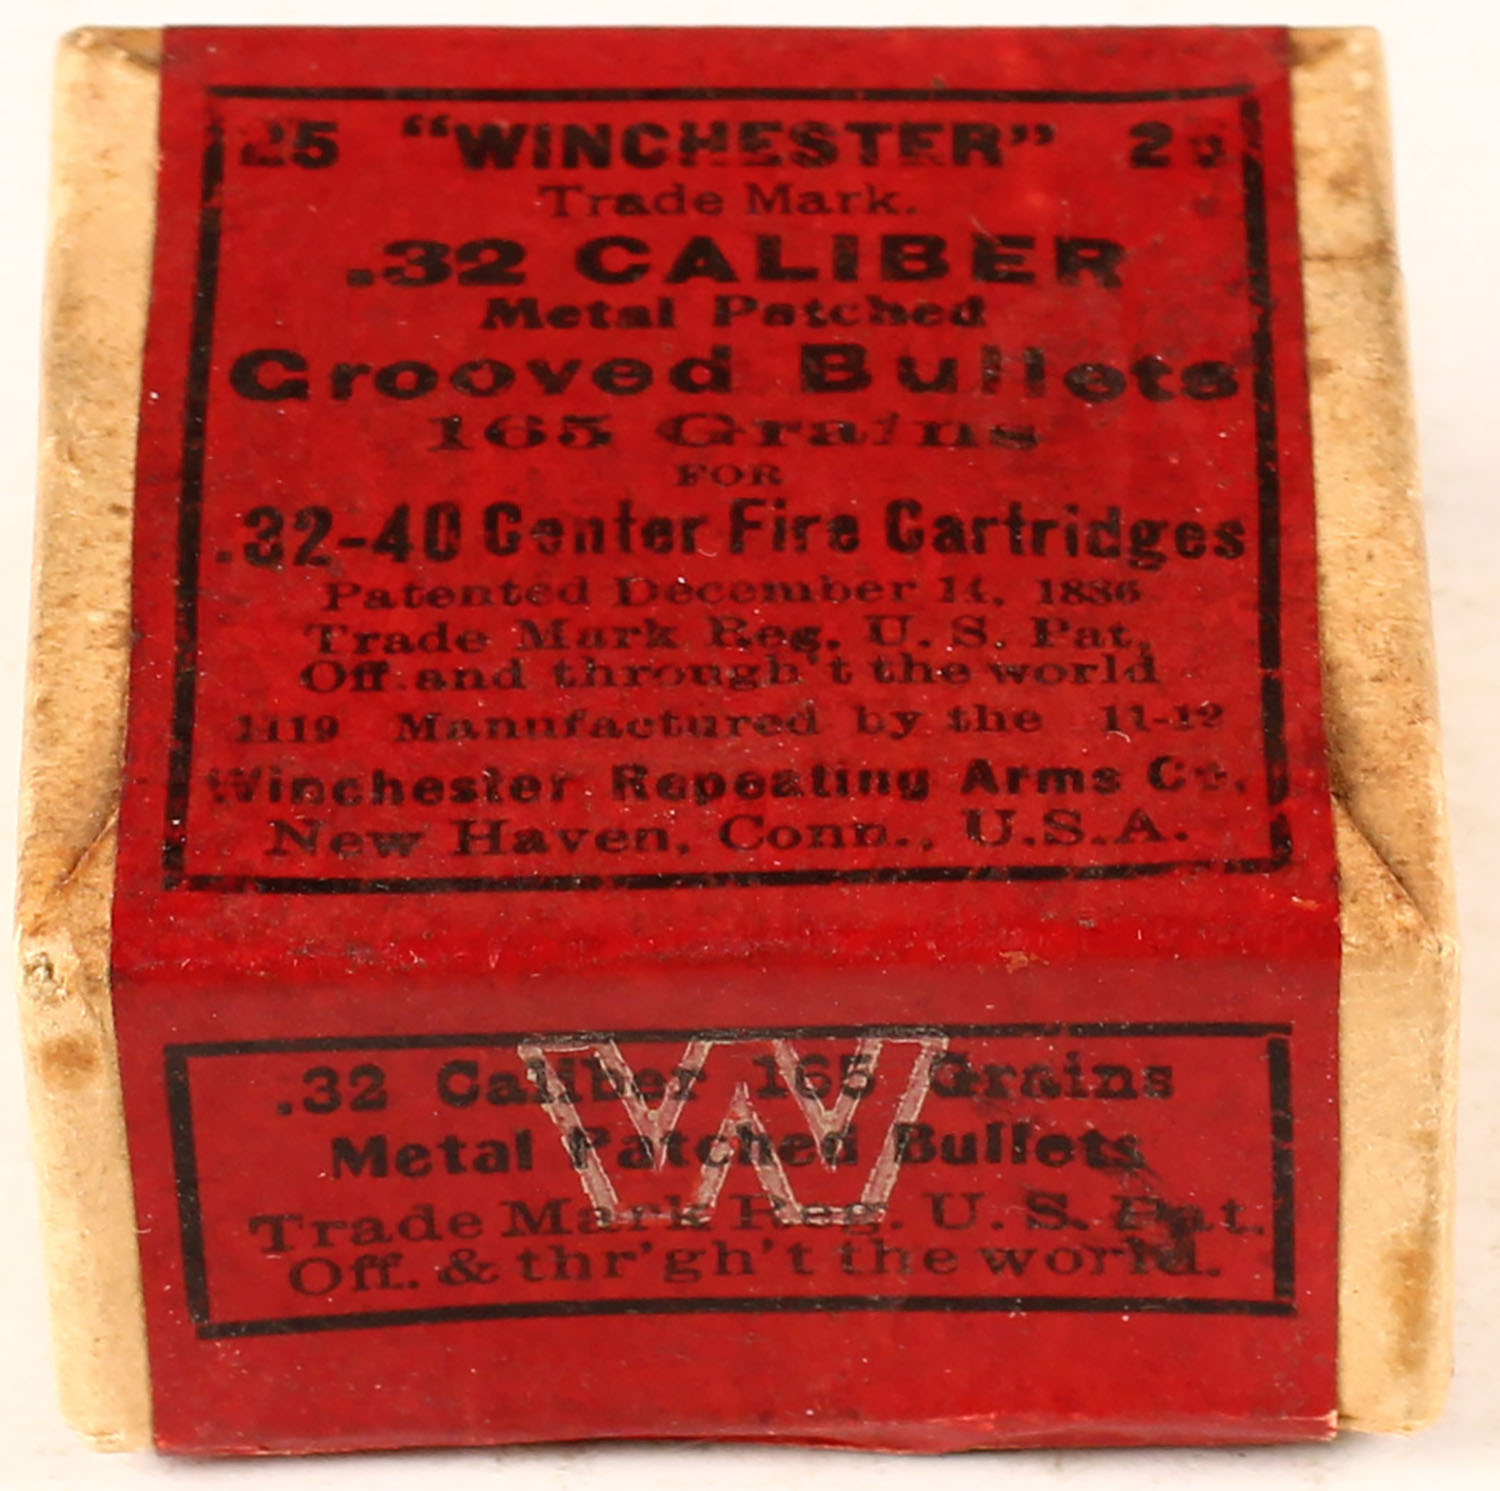 25 “WINCHESTER” 25
Trade Mark.
.32 CALIBER
Metal Patched
Grooved Bullets
165 Grains
FOR
.32-40 Center Fire Cartridges
Patented December 14, 1886
Trade Mark Reg. U. S. Pat.
Off. and through't the world
1119 Manufactured by the 11-12
Winchester Repeating Arms Co.
New Haven, Conn., U.S.A.
W
.32 Caliber 165 Grains
Metal Patched Bullets
Trade Mark Reg. U. S. Pat.
Off. & thr'gh't the world.